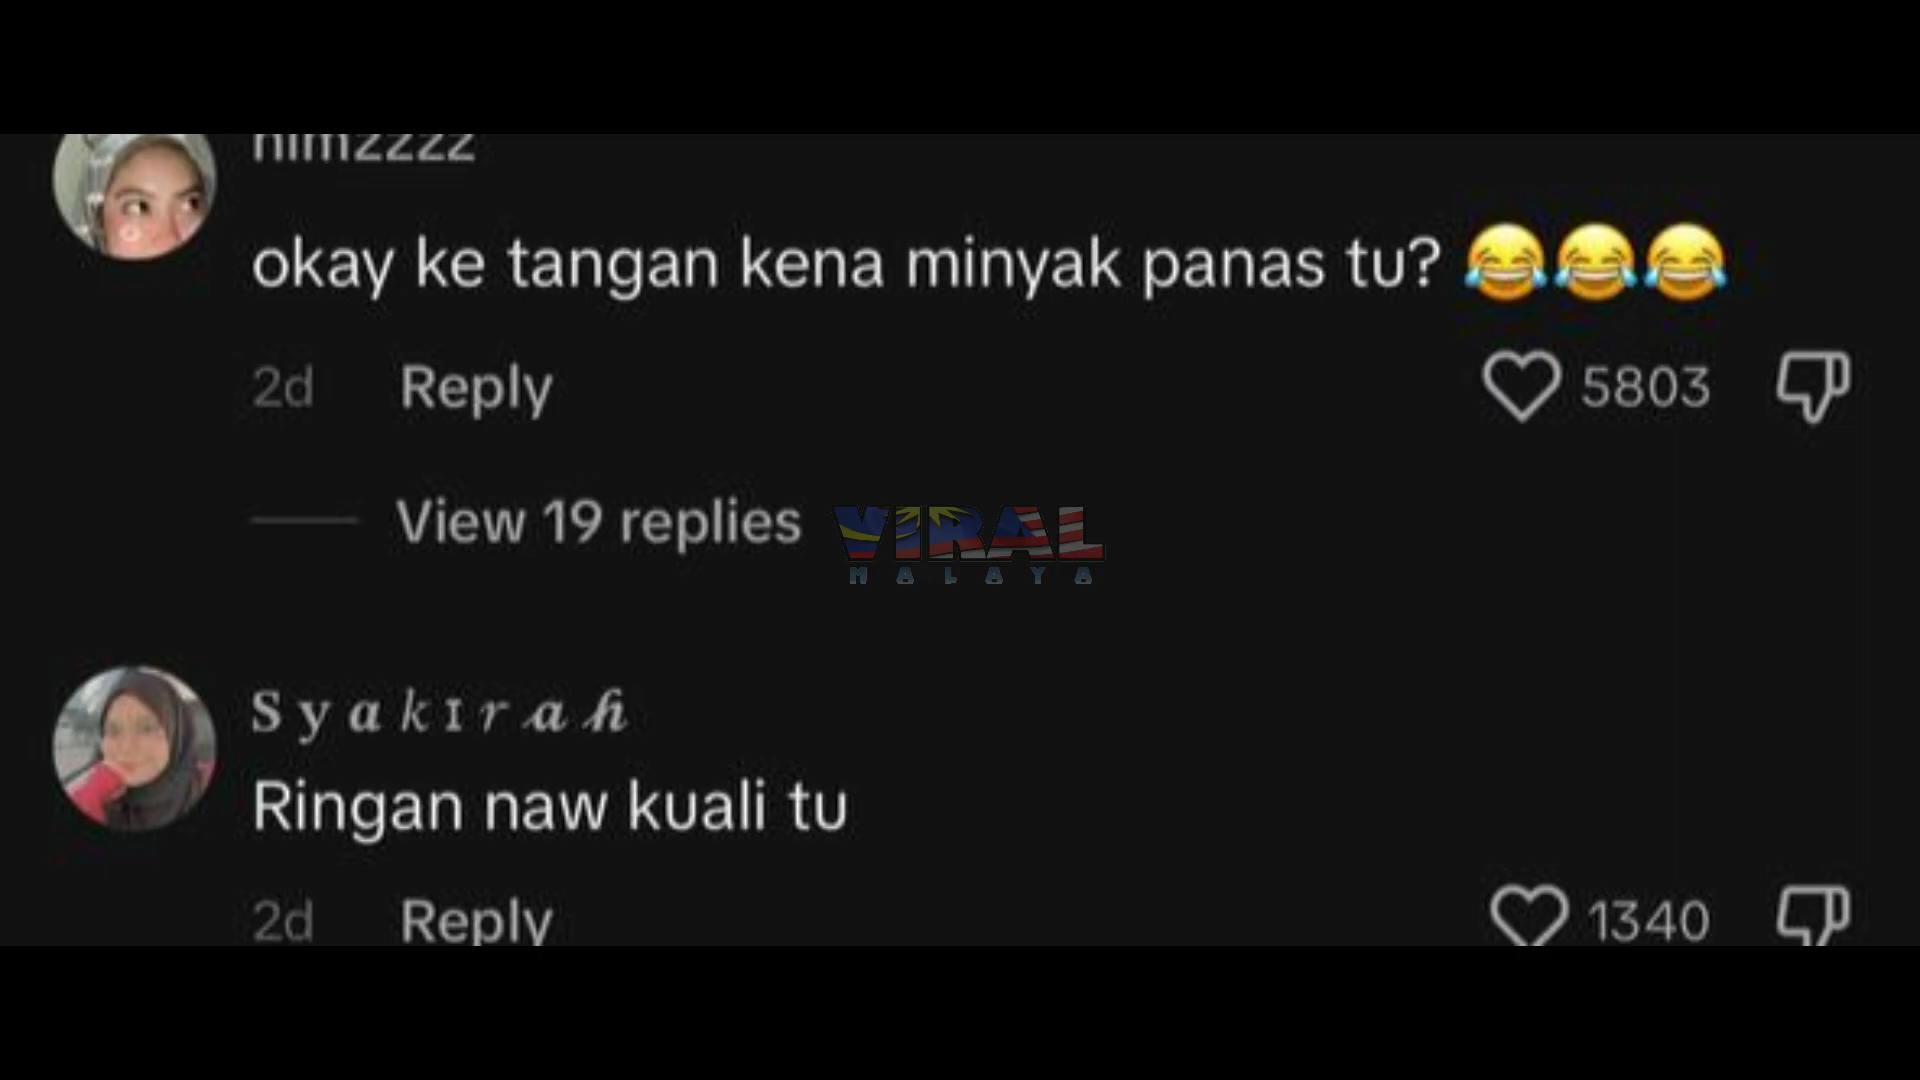 okay ke tangan kena minyak panas tu? 😂😂😂
2d Reply 5803
View 19 replies
VIRAL
MALAYA
S y a k ɪ r a h
Ringan naw kuali tu
2d Reply 1340